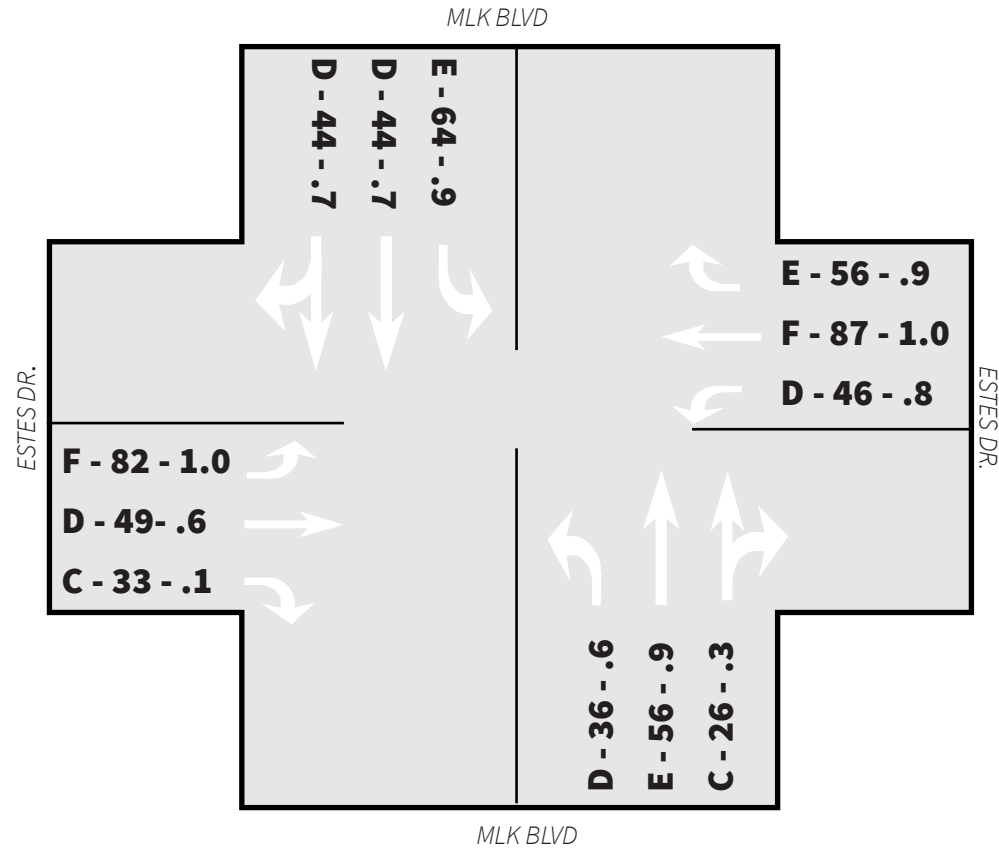 MLK BLVD
D - 44 - .7
D - 44 - .7
E - 64 - .9
E - 56 - .9
F - 87 - 1.0
D - 46 - .8
ESTES DR.
ESTES DR.
F - 82 - 1.0
D - 49- .6
C - 33 - .1
D - 36 - .6
E - 56 - .9
C - 26 - .3
MLK BLVD